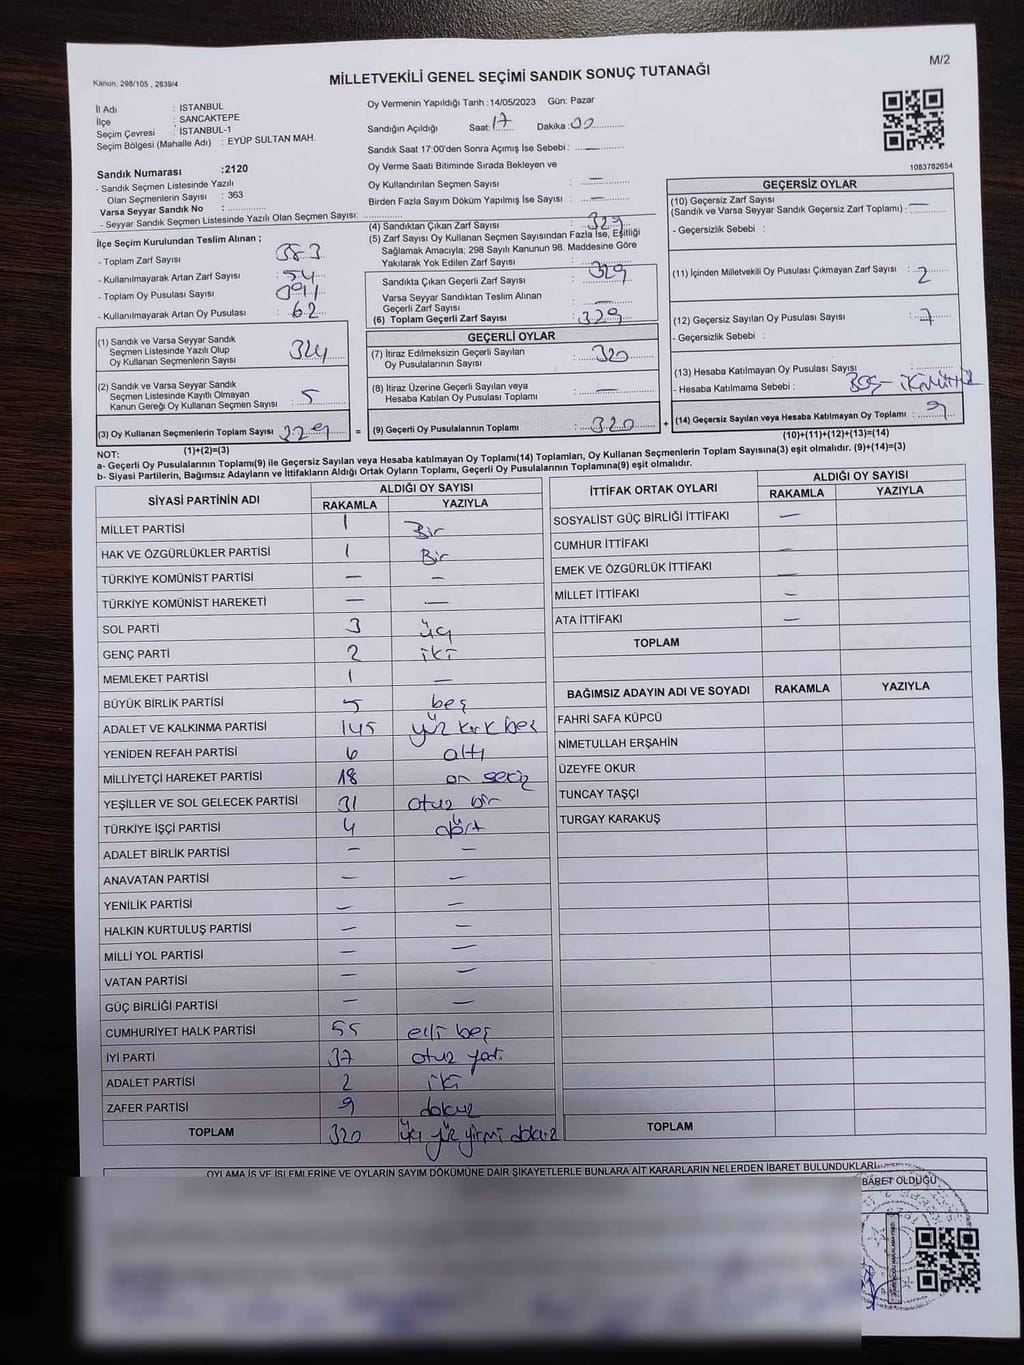 M/2
Kanun: 298/105 , 2839/4
MİLLETVEKİLİ GENEL SEÇİMİ SANDIK SONUÇ TUTANAĞI
İl Adı : İSTANBUL
İlçe : SANCAKTEPE
Seçim Çevresi : İSTANBUL-1
Seçim Bölgesi (Mahalle Adı) : EYÜP SULTAN MAH.
Oy Vermenin Yapıldığı Tarih : 14/05/2023 Gün: Pazar
Sandığın Açıldığı Saat: 17 Dakika: 00
Sandık Saat 17:00'den Sonra Açımış İse Sebebi : —
Oy Verme Saati Bitiminde Sırada Bekleyen ve
Oy Kullandırılan Seçmen Sayısı : —
Birden Fazla Sayım Döküm Yapılmış İse Sayısı : —
1083782654
Sandık Numarası :2120
- Sandık Seçmen Listesinde Yazılı
Olan Seçmenlerin Sayısı : 363
Varsa Seyyar Sandık No :
- Seyyar Sandık Seçmen Listesinde Yazılı Olan Seçmen Sayısı:
İlçe Seçim Kurulundan Teslim Alınan ;
- Toplam Zarf Sayısı : 383
- Kullanılmayarak Artan Zarf Sayısı : 54
- Toplam Oy Pusulası Sayısı :
- Kullanılmayarak Artan Oy Pusulası : 62
(1) Sandık ve Varsa Seyyar Sandık
Seçmen Listesinde Yazılı Olup
Oy Kullanan Seçmenlerin Sayısı : 324
(2) Sandık ve Varsa Seyyar Sandık
Seçmen Listesinde Kayıtlı Olmayan
Kanun Gereği Oy Kullanan Seçmen Sayısı : 5
(3) Oy Kullanan Seçmenlerin Toplam Sayısı 329 =
(1)+(2)=(3)
(4) Sandıktan Çıkan Zarf Sayısı : 329
(5) Zarf Sayısı Oy Kullanan Seçmen Sayısından Fazla İse, Eşitliği
Sağlamak Amacıyla; 298 Sayılı Kanunun 98. Maddesine Göre
Yakılarak Yok Edilen Zarf Sayısı :
Sandıkta Çıkan Geçerli Zarf Sayısı : 329
Varsa Seyyar Sandıktan Teslim Alınan
Geçerli Zarf Sayısı : —
(6) Toplam Geçerli Zarf Sayısı : 329
GEÇERLİ OYLAR
(7) İtiraz Edilmeksizin Geçerli Sayılan
Oy Pusulalarının Sayısı : 320
(8) İtiraz Üzerine Geçerli Sayılan veya
Hesaba Katılan Oy Pusulası Toplamı : —
(9) Geçerli Oy Pusulalarının Toplamı : 320 +
GEÇERSİZ OYLAR
(10) Geçersiz Zarf Sayısı
(Sandık ve Varsa Seyyar Sandık Geçersiz Zarf Toplamı) : —
- Geçersizlik Sebebi :
(11) İçinden Milletvekili Oy Pusulası Çıkmayan Zarf Sayısı : 2
(12) Geçersiz Sayılan Oy Pusulası Sayısı : 7
- Geçersizlik Sebebi :
(13) Hesaba Katılmayan Oy Pusulası Sayısı :
- Hesaba Katılmama Sebebi :
(14) Geçersiz Sayılan veya Hesaba Katılmayan Oy Toplamı : 9
(10)+(11)+(12)+(13)=(14)
NOT:
a- Geçerli Oy Pusulalarının Toplamı(9) ile Geçersiz Sayılan veya Hesaba katılmayan Oy Toplamı(14) Toplamları, Oy Kullanan Seçmenlerin Toplam Sayısına(3) eşit olmalıdır. (9)+(14)=(3)
b- Siyasi Partilerin, Bağımsız Adayların ve İttifakların Aldığı Ortak Oyların Toplamı, Geçerli Oy Pusulalarının Toplamına(9) eşit olmalıdır.
SİYASİ PARTİNİN ADI ALDIĞI OY SAYISI
RAKAMLA YAZIYLA
MİLLET PARTİSİ 1 Bir
HAK VE ÖZGÜRLÜKLER PARTİSİ 1 Bir
TÜRKİYE KOMÜNİST PARTİSİ — —
TÜRKİYE KOMÜNİST HAREKETİ — —
SOL PARTİ 3 üç
GENÇ PARTİ 2 iki
MEMLEKET PARTİSİ 1 —
BÜYÜK BİRLİK PARTİSİ 5 beş
ADALET VE KALKINMA PARTİSİ 145 yüz kırk beş
YENİDEN REFAH PARTİSİ 6 altı
MİLLİYETÇİ HAREKET PARTİSİ 18 on sekiz
YEŞİLLER VE SOL GELECEK PARTİSİ 31 otuz bir
TÜRKİYE İŞÇİ PARTİSİ 4 dört
ADALET BİRLİK PARTİSİ — —
ANAVATAN PARTİSİ — —
YENİLİK PARTİSİ — —
HALKIN KURTULUŞ PARTİSİ — —
MİLLİ YOL PARTİSİ — —
VATAN PARTİSİ — —
GÜÇ BİRLİĞİ PARTİSİ — —
CUMHURİYET HALK PARTİSİ 55 elli beş
İYİ PARTİ 37 otuz yedi
ADALET PARTİSİ 2 iki
ZAFER PARTİSİ 9 dokuz
TOPLAM 320 üç yüz yirmi dokuz
İTTİFAK ORTAK OYLARI ALDIĞI OY SAYISI
RAKAMLA YAZIYLA
SOSYALİST GÜÇ BİRLİĞİ İTTİFAKI —
CUMHUR İTTİFAKI —
EMEK VE ÖZGÜRLÜK İTTİFAKI —
MİLLET İTTİFAKI —
ATA İTTİFAKI —
TOPLAM
BAĞIMSIZ ADAYIN ADI VE SOYADI RAKAMLA YAZIYLA
FAHRİ SAFA KÜPCÜ
NİMETULLAH ERŞAHİN
ÜZEYFE OKUR
TUNCAY TAŞÇI
TURGAY KARAKUŞ
TOPLAM
OYLAMA İŞ VE İŞLEMLERİNE VE OYLARIN SAYIM DÖKÜMÜNE DAİR ŞİKAYETLERLE BUNLARA AİT KARARLARIN NELERDEN İBARET BULUNDUKLARI
BARET OLDUĞU